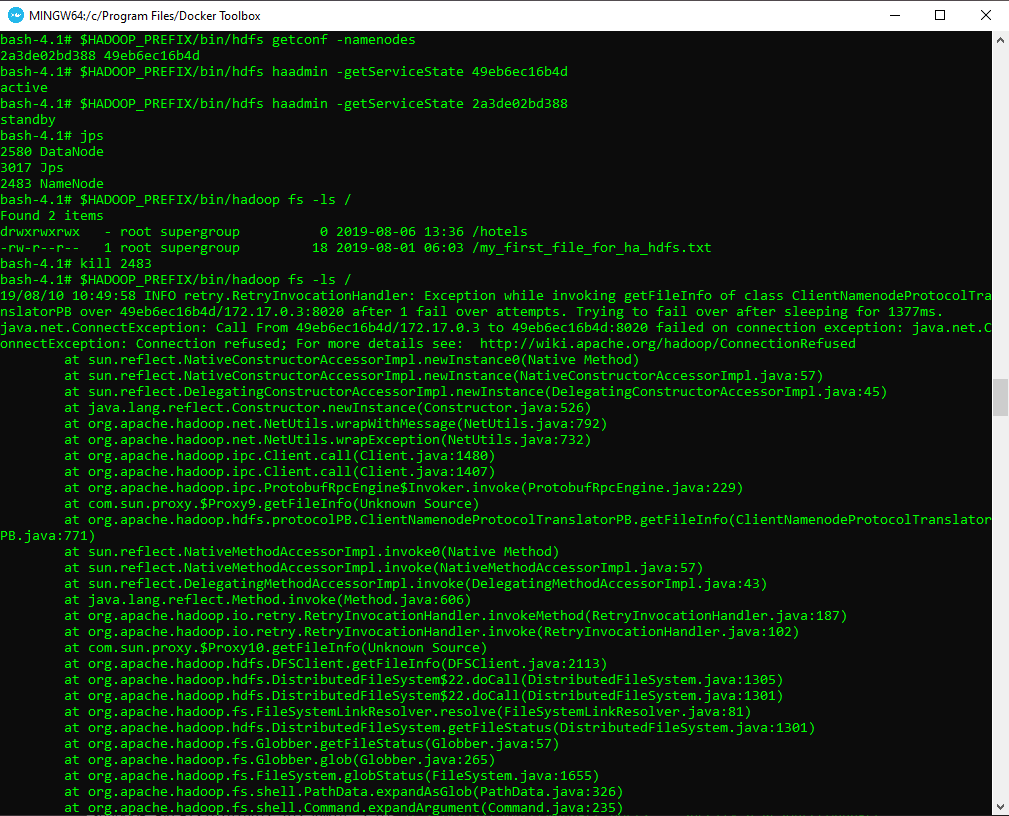 MINGW64:/c/Program Files/Docker Toolbox
bash-4.1# $HADOOP_PREFIX/bin/hdfs getconf -namenodes
2a3de02bd388 49eb6ec16b4d
bash-4.1# $HADOOP_PREFIX/bin/hdfs haadmin -getServiceState 49eb6ec16b4d
active
bash-4.1# $HADOOP_PREFIX/bin/hdfs haadmin -getServiceState 2a3de02bd388
standby
bash-4.1# jps
2580 DataNode
3017 Jps
2483 NameNode
bash-4.1# $HADOOP_PREFIX/bin/hadoop fs -ls /
Found 2 items
drwxrwxrwx   - root supergroup          0 2019-08-06 13:36 /hotels
-rw-r--r--   1 root supergroup         18 2019-08-01 06:03 /my_first_file_for_ha_hdfs.txt
bash-4.1# kill 2483
bash-4.1# $HADOOP_PREFIX/bin/hadoop fs -ls /
19/08/10 10:49:58 INFO retry.RetryInvocationHandler: Exception while invoking getFileInfo of class ClientNamenodeProtocolTra
nslatorPB over 49eb6ec16b4d/172.17.0.3:8020 after 1 fail over attempts. Trying to fail over after sleeping for 1377ms.
java.net.ConnectException: Call From 49eb6ec16b4d/172.17.0.3 to 49eb6ec16b4d:8020 failed on connection exception: java.net.C
onnectException: Connection refused; For more details see:  http://wiki.apache.org/hadoop/ConnectionRefused
        at sun.reflect.NativeConstructorAccessorImpl.newInstance0(Native Method)
        at sun.reflect.NativeConstructorAccessorImpl.newInstance(NativeConstructorAccessorImpl.java:57)
        at sun.reflect.DelegatingConstructorAccessorImpl.newInstance(DelegatingConstructorAccessorImpl.java:45)
        at java.lang.reflect.Constructor.newInstance(Constructor.java:526)
        at org.apache.hadoop.net.NetUtils.wrapWithMessage(NetUtils.java:792)
        at org.apache.hadoop.net.NetUtils.wrapException(NetUtils.java:732)
        at org.apache.hadoop.ipc.Client.call(Client.java:1480)
        at org.apache.hadoop.ipc.Client.call(Client.java:1407)
        at org.apache.hadoop.ipc.ProtobufRpcEngine$Invoker.invoke(ProtobufRpcEngine.java:229)
        at com.sun.proxy.$Proxy9.getFileInfo(Unknown Source)
        at org.apache.hadoop.hdfs.protocolPB.ClientNamenodeProtocolTranslatorPB.getFileInfo(ClientNamenodeProtocolTranslator
PB.java:771)
        at sun.reflect.NativeMethodAccessorImpl.invoke0(Native Method)
        at sun.reflect.NativeMethodAccessorImpl.invoke(NativeMethodAccessorImpl.java:57)
        at sun.reflect.DelegatingMethodAccessorImpl.invoke(DelegatingMethodAccessorImpl.java:43)
        at java.lang.reflect.Method.invoke(Method.java:606)
        at org.apache.hadoop.io.retry.RetryInvocationHandler.invokeMethod(RetryInvocationHandler.java:187)
        at org.apache.hadoop.io.retry.RetryInvocationHandler.invoke(RetryInvocationHandler.java:102)
        at com.sun.proxy.$Proxy10.getFileInfo(Unknown Source)
        at org.apache.hadoop.hdfs.DFSClient.getFileInfo(DFSClient.java:2113)
        at org.apache.hadoop.hdfs.DistributedFileSystem$22.doCall(DistributedFileSystem.java:1305)
        at org.apache.hadoop.hdfs.DistributedFileSystem$22.doCall(DistributedFileSystem.java:1301)
        at org.apache.hadoop.fs.FileSystemLinkResolver.resolve(FileSystemLinkResolver.java:81)
        at org.apache.hadoop.hdfs.DistributedFileSystem.getFileStatus(DistributedFileSystem.java:1301)
        at org.apache.hadoop.fs.Globber.getFileStatus(Globber.java:57)
        at org.apache.hadoop.fs.Globber.glob(Globber.java:265)
        at org.apache.hadoop.fs.FileSystem.globStatus(FileSystem.java:1655)
        at org.apache.hadoop.fs.shell.PathData.expandAsGlob(PathData.java:326)
        at org.apache.hadoop.fs.shell.Command.expandArgument(Command.java:235)